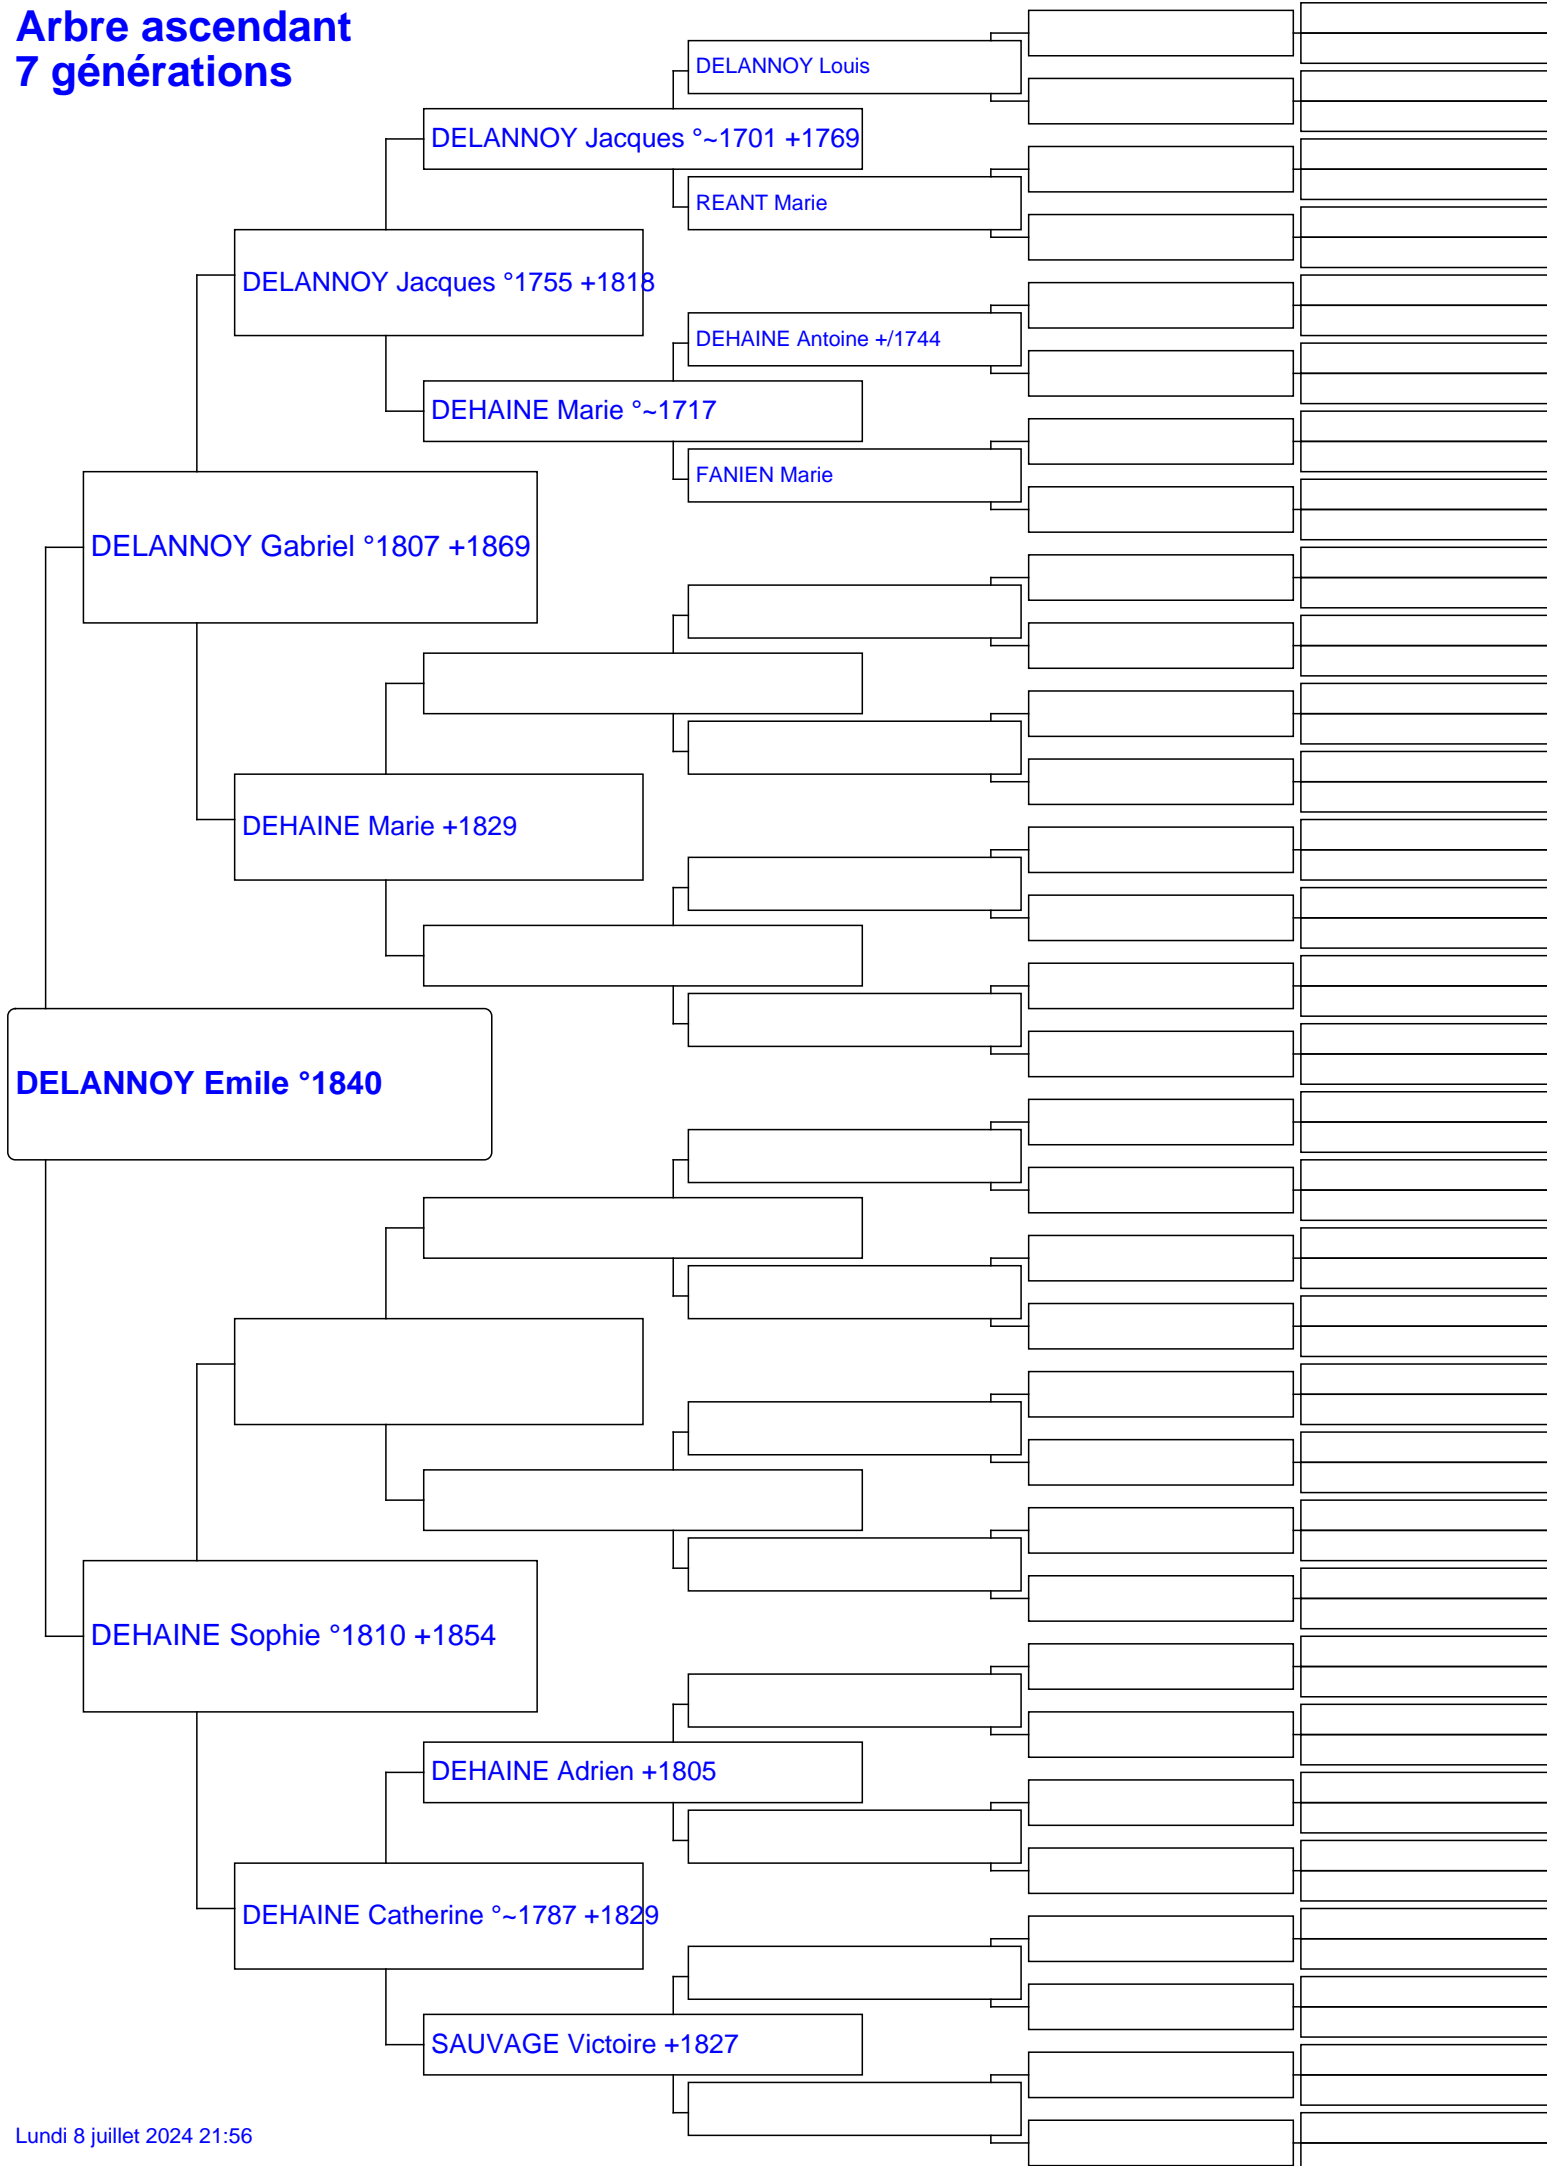 Arbre ascendant
7 générations
DELANNOY Louis
DELANNOY Jacques °~1701 +1769
REANT Marie
DELANNOY Jacques °1755 +1818
DEHAINE Antoine +/1744
DEHAINE Marie °~1717
FANIEN Marie
DELANNOY Gabriel °1807 +1869
DEHAINE Marie +1829
DELANNOY Emile °1840
DEHAINE Sophie °1810 +1854
DEHAINE Adrien +1805
DEHAINE Catherine °~1787 +1829
SAUVAGE Victoire +1827
Lundi 8 juillet 2024 21:56